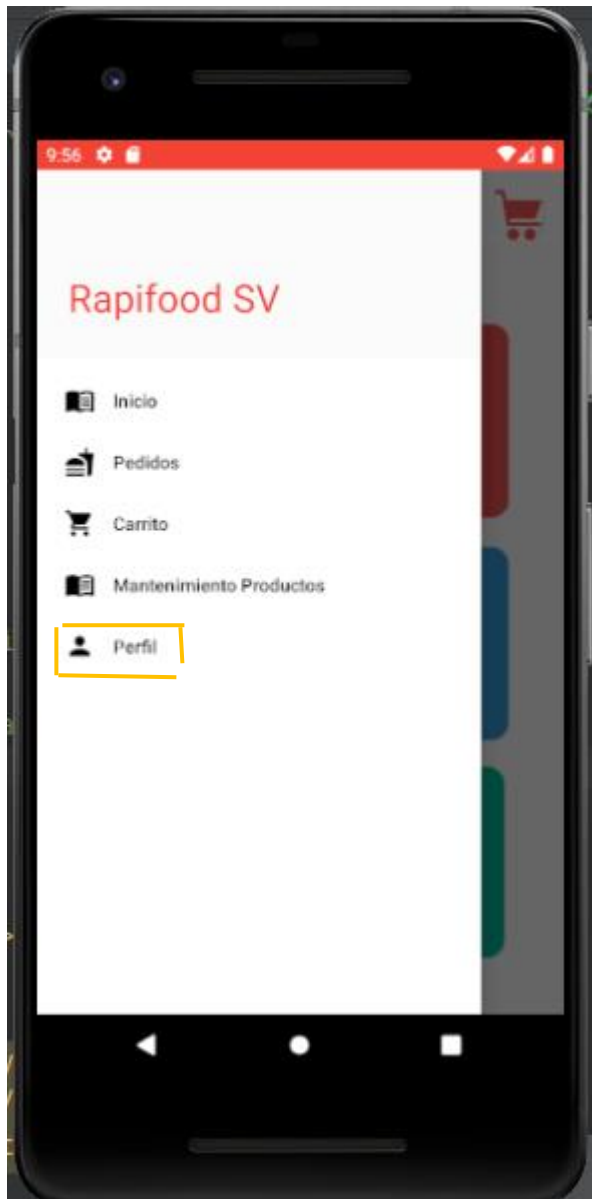 9:56
Rapifood SV
Inicio
Pedidos
Carrito
Mantenimiento Productos
Perfil